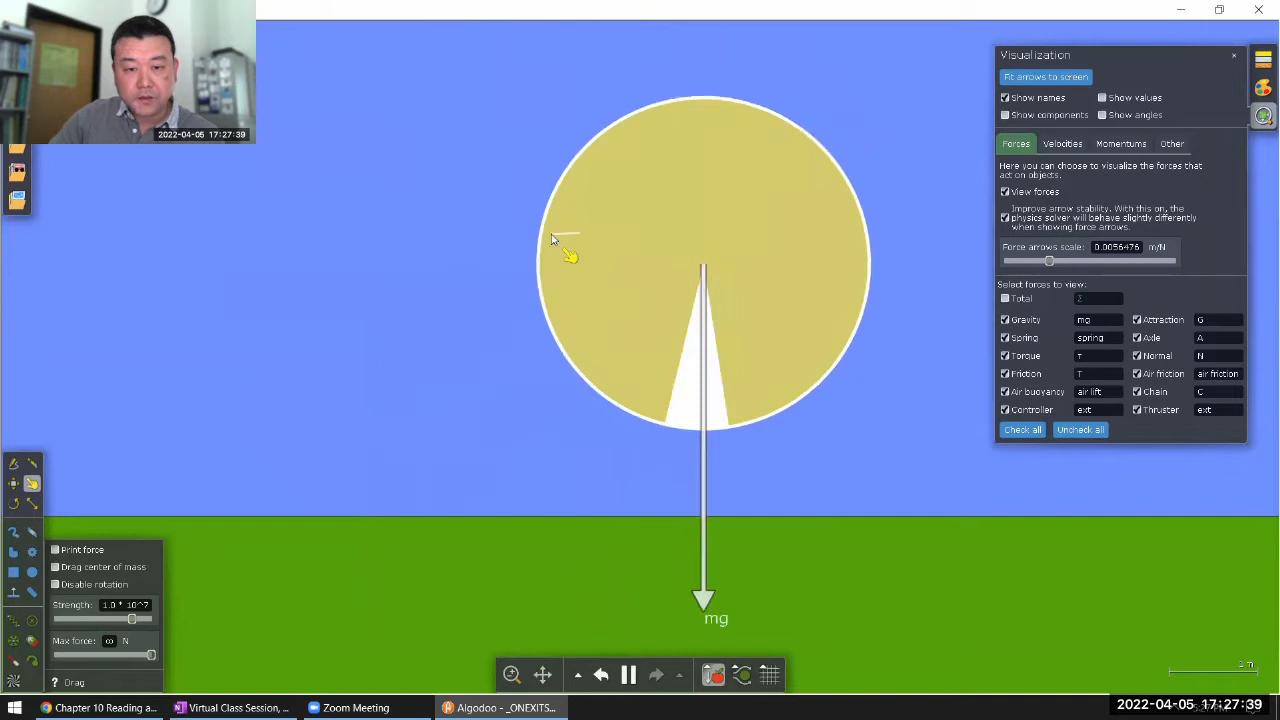 2022-04-05 17:27:39
Visualization
Fit arrows to screen
Show names
Show values
Show components
Show angles
Forces
Velocities
Momentums
Other
Here you can choose to visualize the forces that
act on objects.
View forces
Improve arrow stability. With this on, the
physics solver will behave slightly differently
when showing force arrows.
Force arrows scale: 0.0056476 m/N
Select forces to view:
Total Σ
Gravity mg Attraction G
Spring spring Axle A
Torque τ Normal N
Friction T Air friction air friction
Air buoyancy air lift Chain C
Controller ext Thruster ext
Check all
Uncheck all
mg
Print force
Drag center of mass
Disable rotation
Strength: 1.0 * 10^7
Max force: ∞ N
? Drag
1 m
Chapter 10 Reading a...
Virtual Class Session, ...
Zoom Meeting
Algodoo - _ONEXITS...
2022-04-05 17:27:39